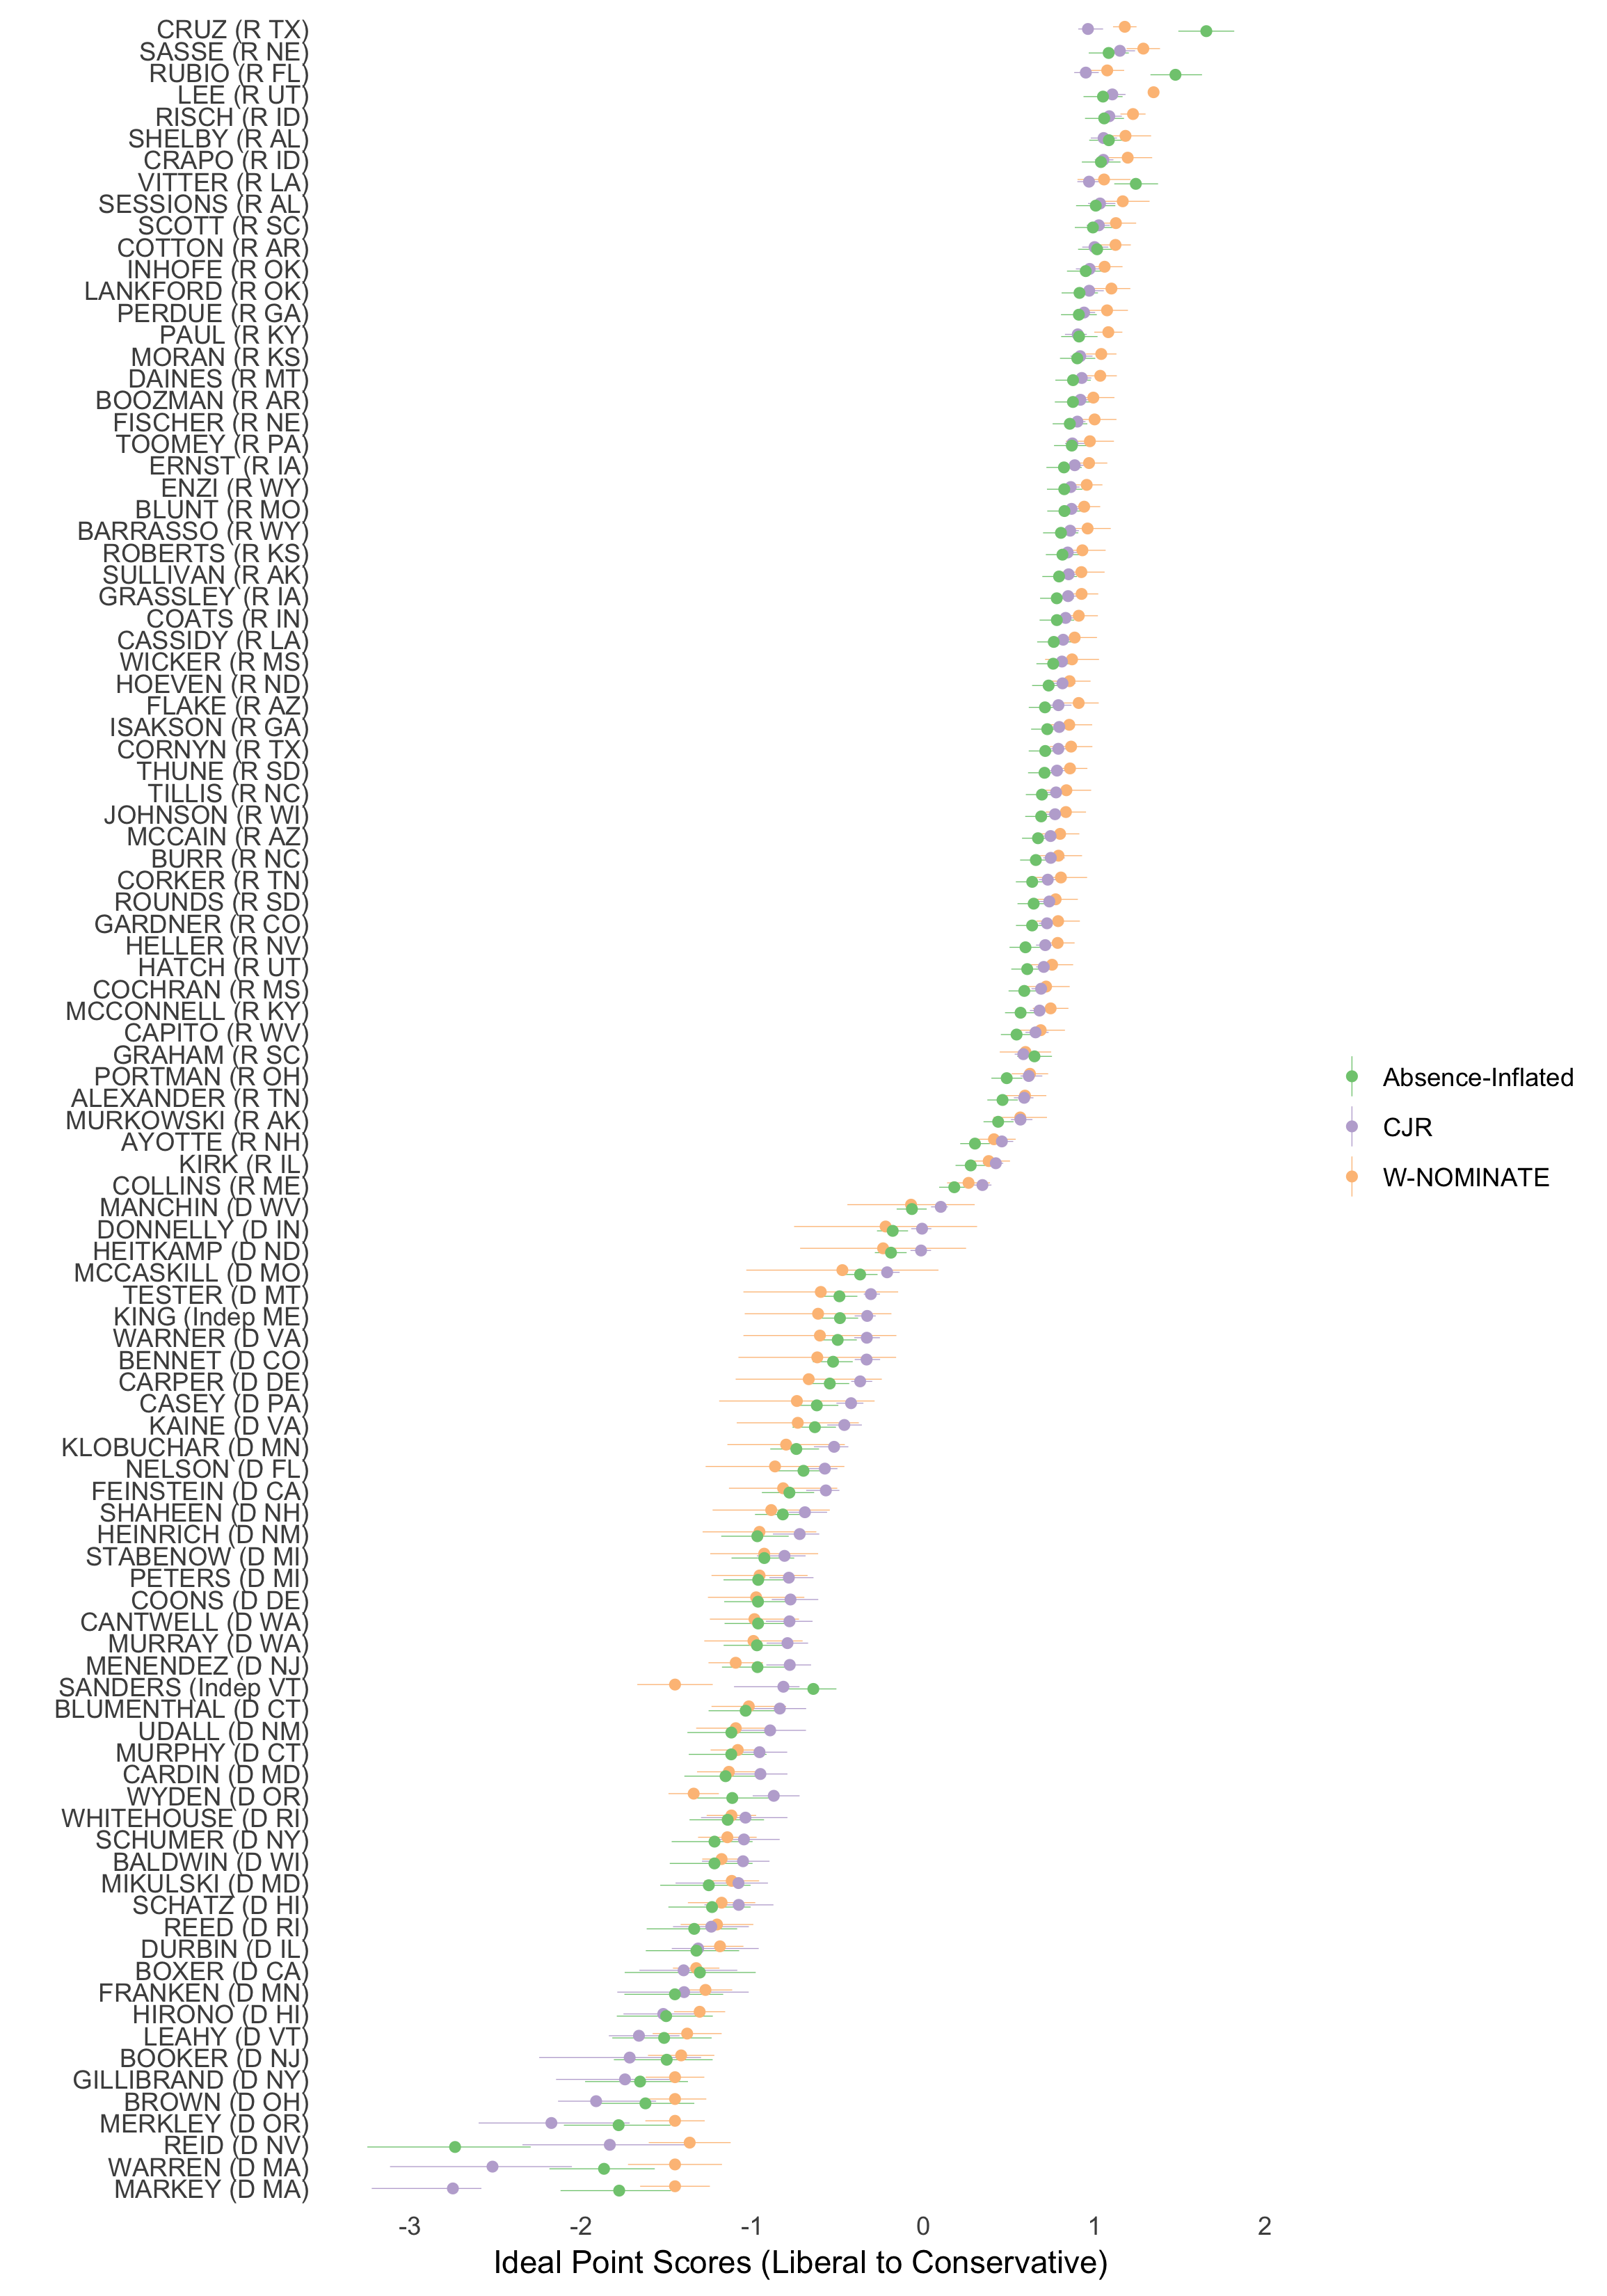 CRUZ (R TX)
SASSE (R NE)
RUBIO (R FL)
LEE (R UT)
RISCH (R ID)
SHELBY (R AL)
CRAPO (R ID)
VITTER (R LA)
SESSIONS (R AL)
SCOTT (R SC)
COTTON (R AR)
INHOFE (R OK)
LANKFORD (R OK)
PERDUE (R GA)
PAUL (R KY)
MORAN (R KS)
DAINES (R MT)
BOOZMAN (R AR)
FISCHER (R NE)
TOOMEY (R PA)
ERNST (R IA)
ENZI (R WY)
BLUNT (R MO)
BARRASSO (R WY)
ROBERTS (R KS)
SULLIVAN (R AK)
GRASSLEY (R IA)
COATS (R IN)
CASSIDY (R LA)
WICKER (R MS)
HOEVEN (R ND)
FLAKE (R AZ)
ISAKSON (R GA)
CORNYN (R TX)
THUNE (R SD)
TILLIS (R NC)
JOHNSON (R WI)
MCCAIN (R AZ)
BURR (R NC)
CORKER (R TN)
ROUNDS (R SD)
GARDNER (R CO)
HELLER (R NV)
HATCH (R UT)
COCHRAN (R MS)
MCCONNELL (R KY)
CAPITO (R WV)
GRAHAM (R SC)
PORTMAN (R OH)
ALEXANDER (R TN)
MURKOWSKI (R AK)
AYOTTE (R NH)
KIRK (R IL)
COLLINS (R ME)
MANCHIN (D WV)
DONNELLY (D IN)
HEITKAMP (D ND)
MCCASKILL (D MO)
TESTER (D MT)
KING (Indep ME)
WARNER (D VA)
BENNET (D CO)
CARPER (D DE)
CASEY (D PA)
KAINE (D VA)
KLOBUCHAR (D MN)
NELSON (D FL)
FEINSTEIN (D CA)
SHAHEEN (D NH)
HEINRICH (D NM)
STABENOW (D MI)
PETERS (D MI)
COONS (D DE)
CANTWELL (D WA)
MURRAY (D WA)
MENENDEZ (D NJ)
SANDERS (Indep VT)
BLUMENTHAL (D CT)
UDALL (D NM)
MURPHY (D CT)
CARDIN (D MD)
WYDEN (D OR)
WHITEHOUSE (D RI)
SCHUMER (D NY)
BALDWIN (D WI)
MIKULSKI (D MD)
SCHATZ (D HI)
REED (D RI)
DURBIN (D IL)
BOXER (D CA)
FRANKEN (D MN)
HIRONO (D HI)
LEAHY (D VT)
BOOKER (D NJ)
GILLIBRAND (D NY)
BROWN (D OH)
MERKLEY (D OR)
REID (D NV)
WARREN (D MA)
MARKEY (D MA)
-3 -2 -1 0 1 2
Ideal Point Scores (Liberal to Conservative)
Absence-Inflated
CJR
W-NOMINATE